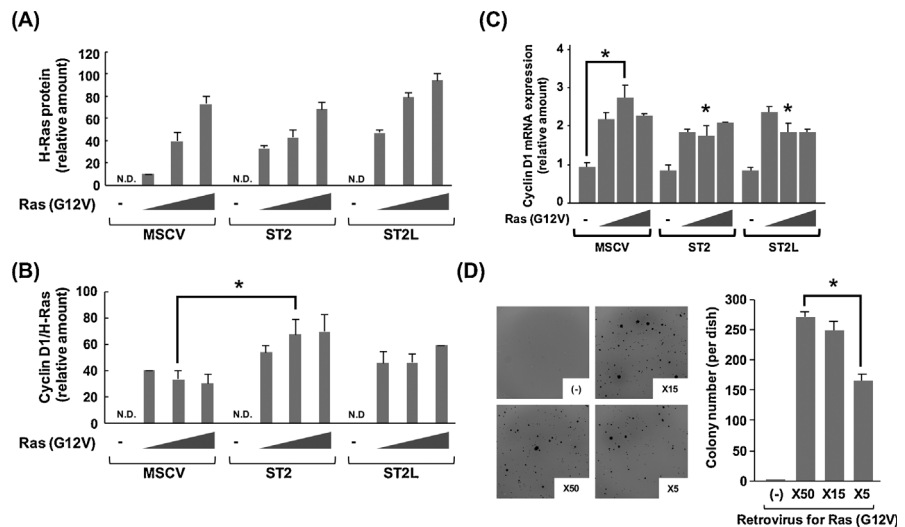 (A)
H-Ras protein
(relative amount)
120
100
80
60
40
20
0
N.D. N.D. N.D.
Ras (G12V) - - -
MSCV ST2 ST2L
(B)
Cyclin D1/H-Ras
(relative amount)
100
80
60
40
20
0
*
N.D. N.D. N.D
Ras (G12V) - - -
MSCV ST2 ST2L
(C)
Cyclin D1 mRNA expression
(relative amount)
4
3
2
1
0
* * *
Ras (G12V) - - -
MSCV ST2 ST2L
(D)
(-) X15
X50 X5
Colony number (per dish)
300
250
200
150
100
50
0
*
(-) X50 X15 X5
Retrovirus for Ras (G12V)